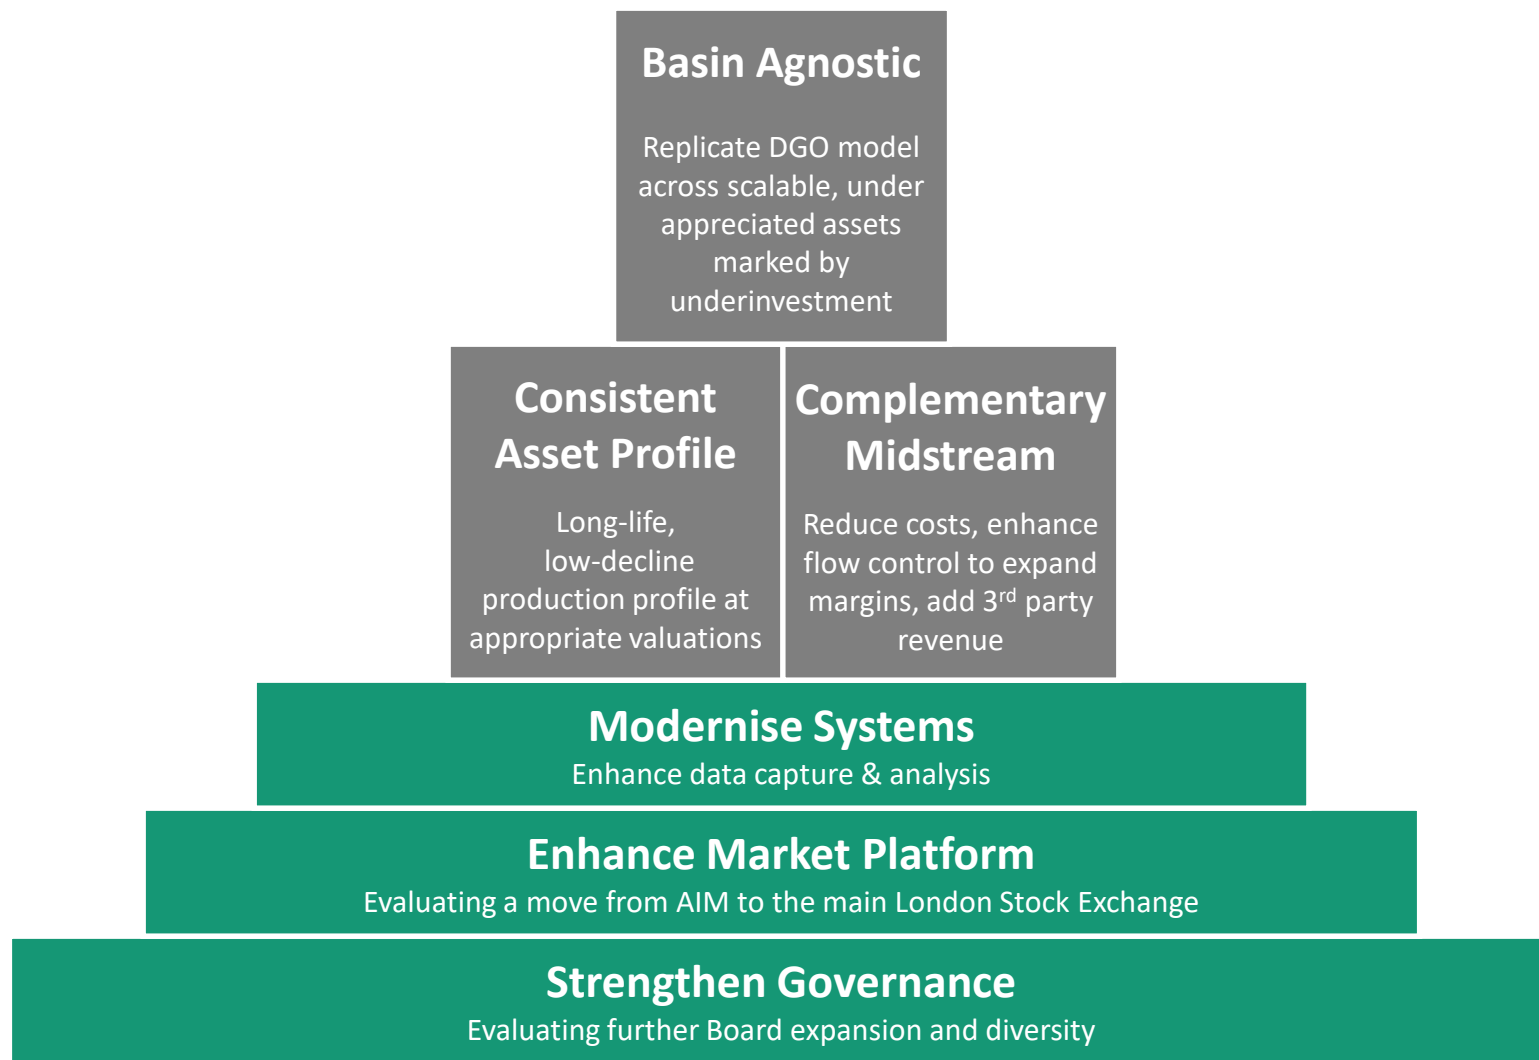 Basin Agnostic
Replicate DGO model
across scalable, under
appreciated assets
marked by
underinvestment
Consistent
Asset Profile
Long-life,
low-decline
production profile at
appropriate valuations
Complementary
Midstream
Reduce costs, enhance
flow control to expand
margins, add 3rd party
revenue
Modernise Systems
Enhance data capture & analysis
Enhance Market Platform
Evaluating a move from AIM to the main London Stock Exchange
Strengthen Governance
Evaluating further Board expansion and diversity